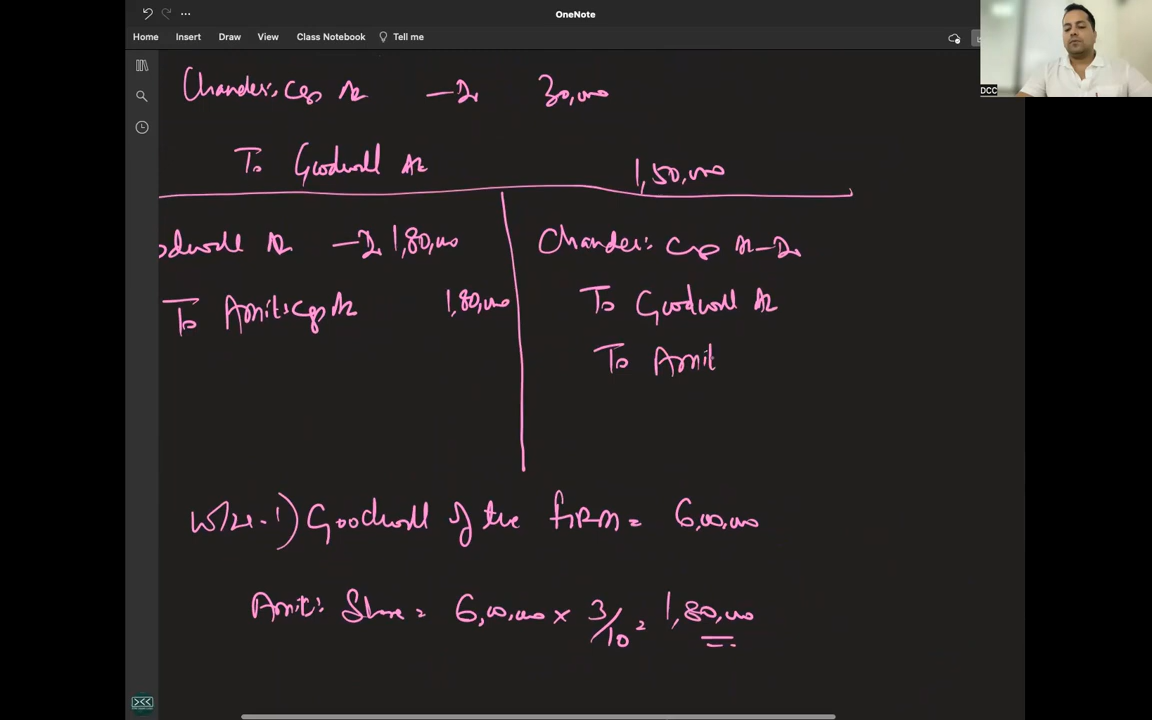 OneNote
Home Insert Draw View Class Notebook Tell me
DCC
Chander's Cap A/c —Dr 30,000
To Goodwill A/c 1,50,000
odwill A/c —Dr 1,80,000
To Amit's Cap A/c 1,80,000
Chander's Cap A/c —Dr
To Goodwill A/c
To Amit
W/N-1) Goodwill of the firm = 6,00,000
Amit's Share = 6,00,000 × 3/10 = 1,80,000